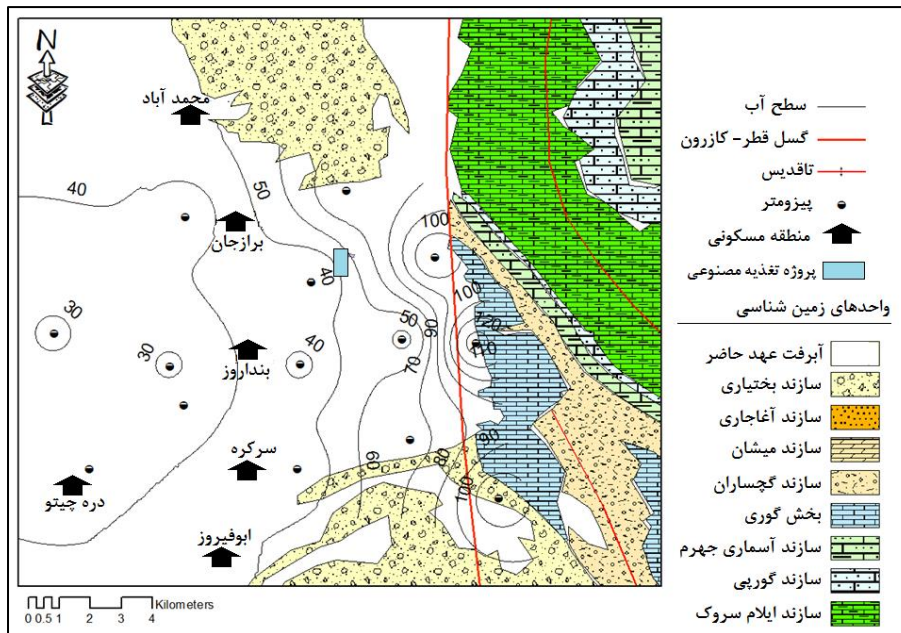 N
محمد آباد
برازجان
بنداروز
سرکره
دره چیتو
ابوفیروز
40
50
100
40
30
30
40
50
90
100
120
110
70
60
80
90
100
0 0.5 1 2 3 4
Kilometers
سطح آب
گسل قطر- کازرون
تاقدیس
پیزومتر
منطقه مسکونی
پروژه تغذیه مصنوعی
واحدهای زمین شناسی
آبرفت عهد حاضر
سازند بختیاری
سازند آغاجاری
سازند میشان
سازند گچساران
بخش گوری
سازند آسماری جهرم
سازند گورپی
سازند ایلام سروک